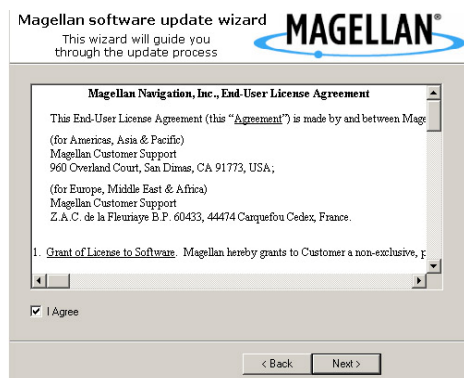 Magellan software update wizard
This wizard will guide you
through the update process
MAGELLAN®
Magellan Navigation, Inc., End-User License Agreement
This End-User License Agreement (this “Agreement”) is made by and between Mage
(for Americas, Asia & Pacific)
Magellan Customer Support
960 Overland Court, San Dimas, CA 91773, USA;
(for Europe, Middle East & Africa)
Magellan Customer Support
Z.A.C. de la Fleuriaye B.P. 60433, 44474 Carquefou Cedex, France.
1. Grant of License to Software. Magellan hereby grants to Customer a non-exclusive, p
I Agree
< Back Next >